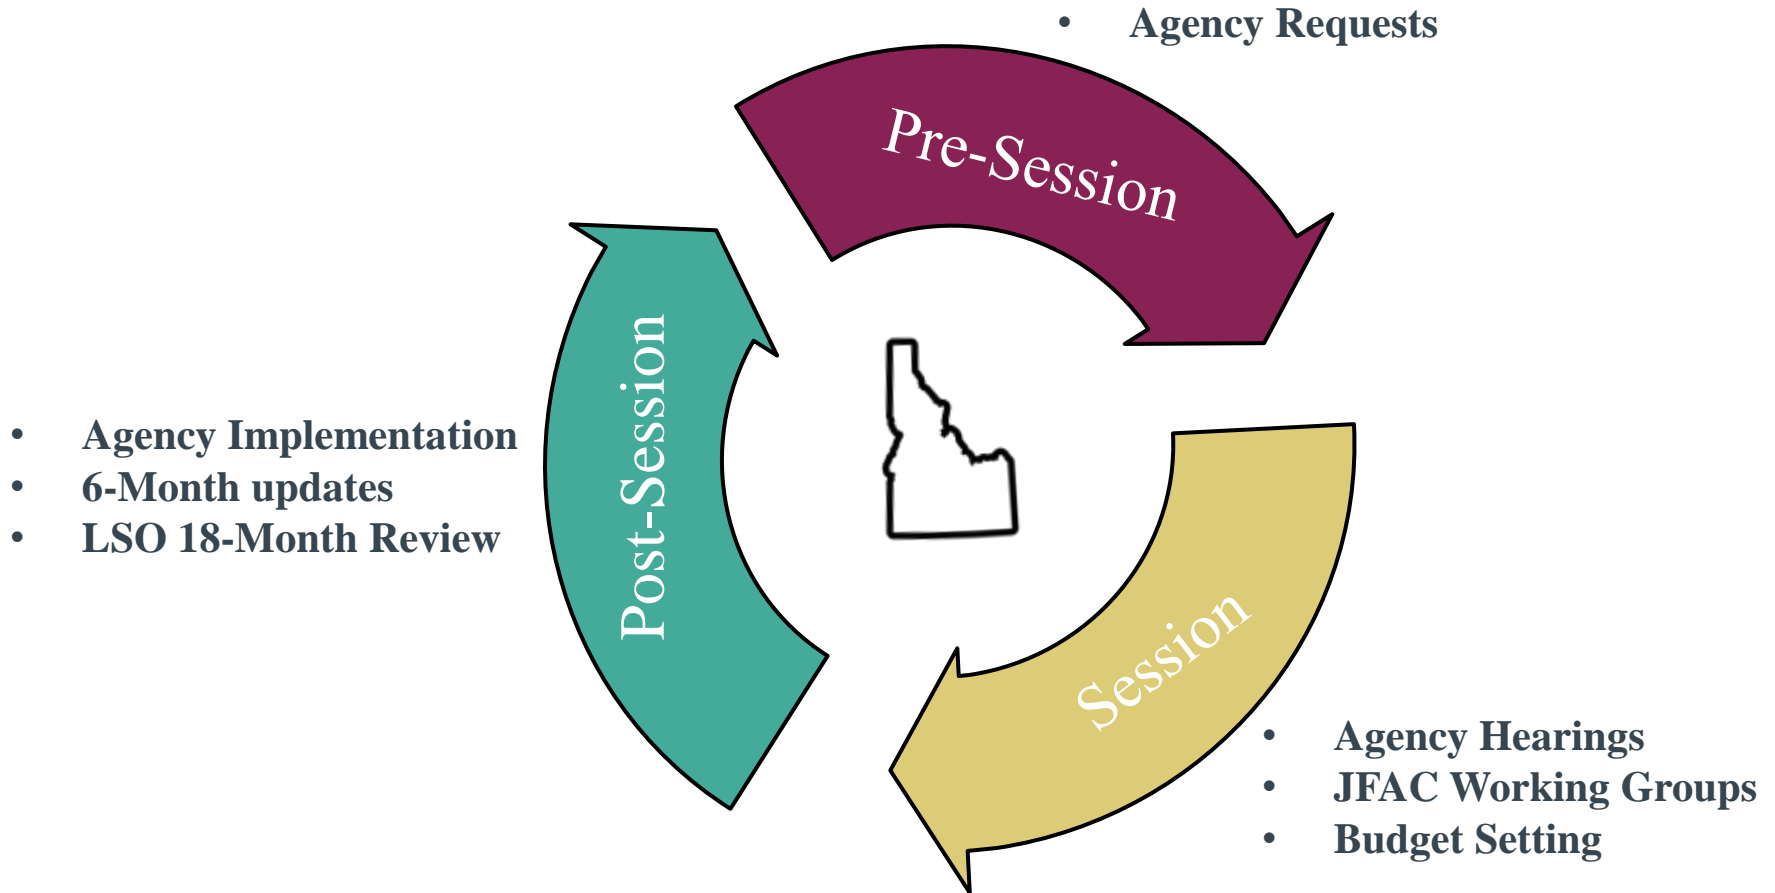 • Agency Requests
Pre-Session
Post-Session
• Agency Implementation
• 6-Month updates
• LSO 18-Month Review
Session
• Agency Hearings
• JFAC Working Groups
• Budget Setting